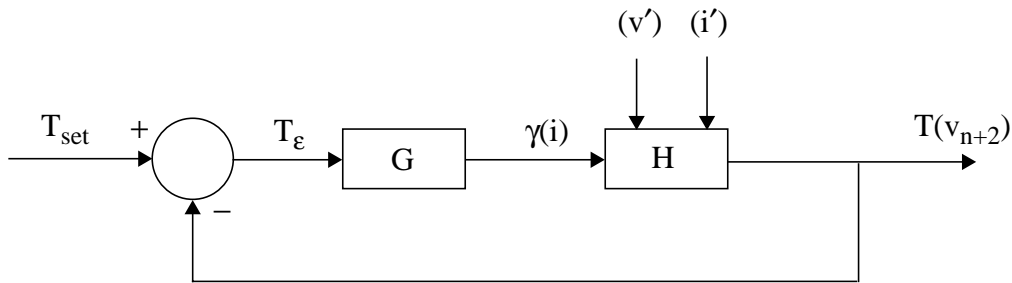 (v′) (i′)
T_set + T_ε G γ(i) H T(v_{n+2})
−